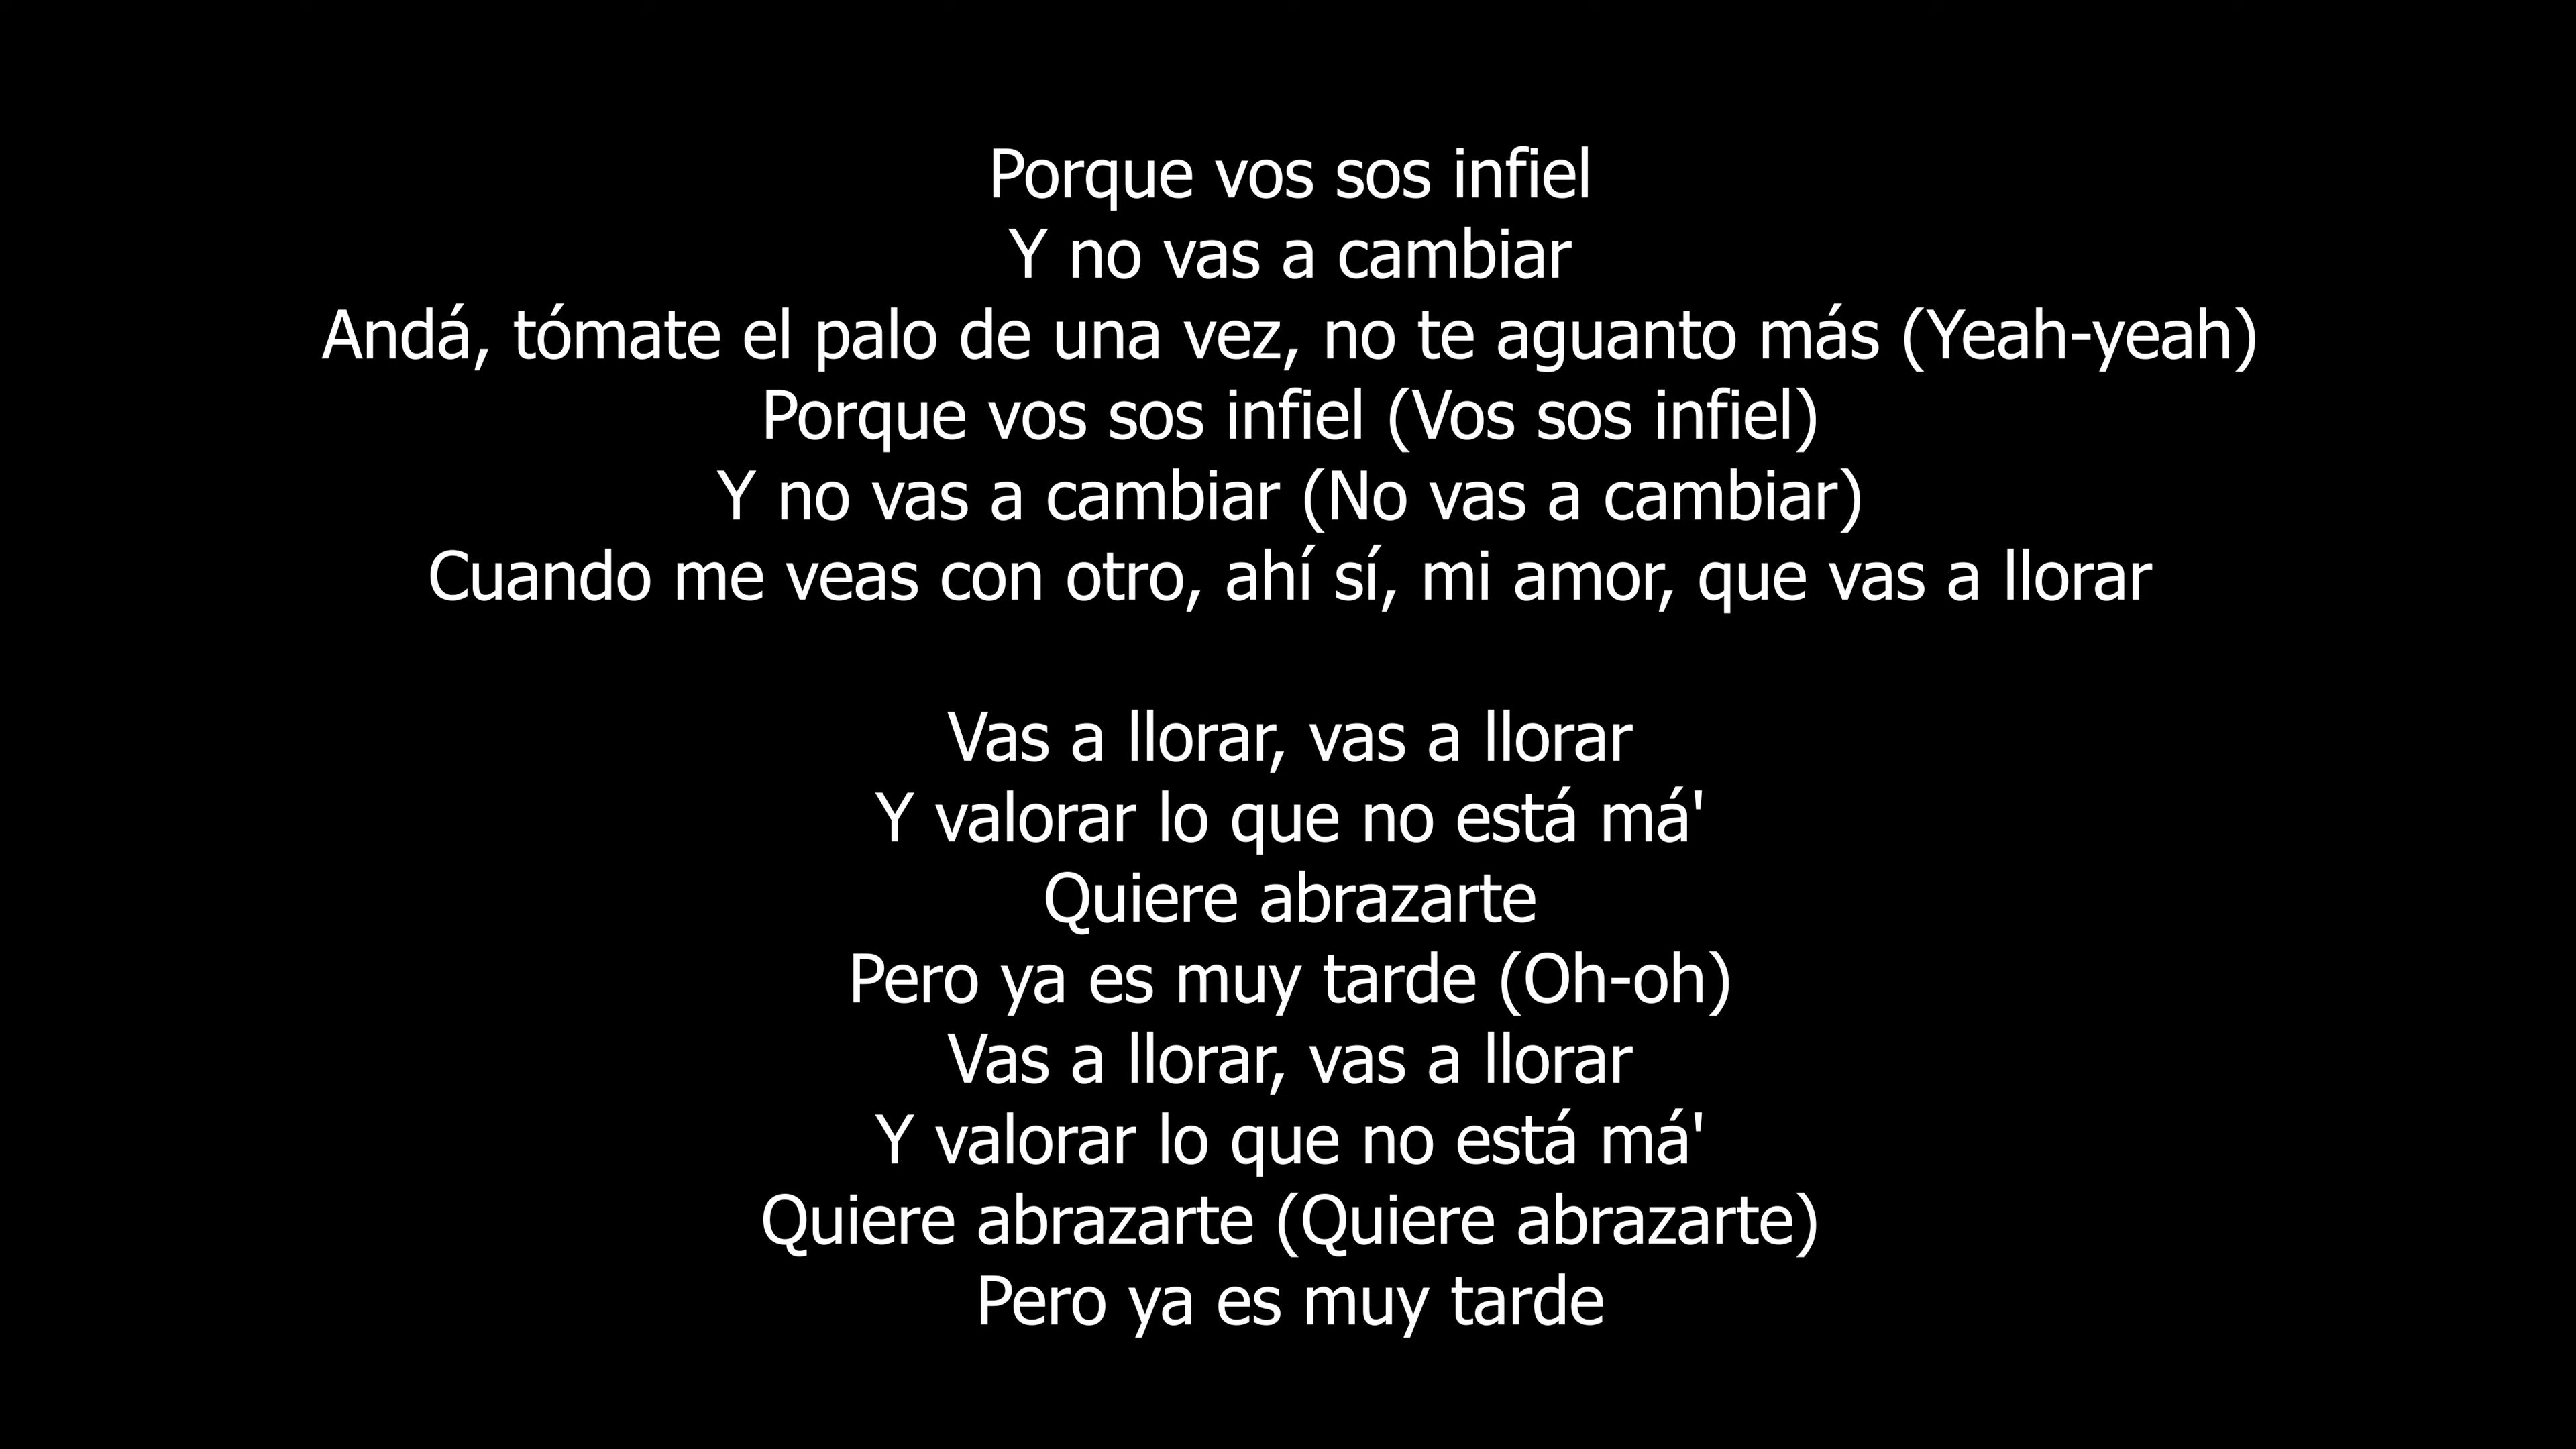 Porque vos sos infiel
Y no vas a cambiar
Andá, tómate el palo de una vez, no te aguanto más (Yeah-yeah)
Porque vos sos infiel (Vos sos infiel)
Y no vas a cambiar (No vas a cambiar)
Cuando me veas con otro, ahí sí, mi amor, que vas a llorar

Vas a llorar, vas a llorar
Y valorar lo que no está má'
Quiere abrazarte
Pero ya es muy tarde (Oh-oh)
Vas a llorar, vas a llorar
Y valorar lo que no está má'
Quiere abrazarte (Quiere abrazarte)
Pero ya es muy tarde